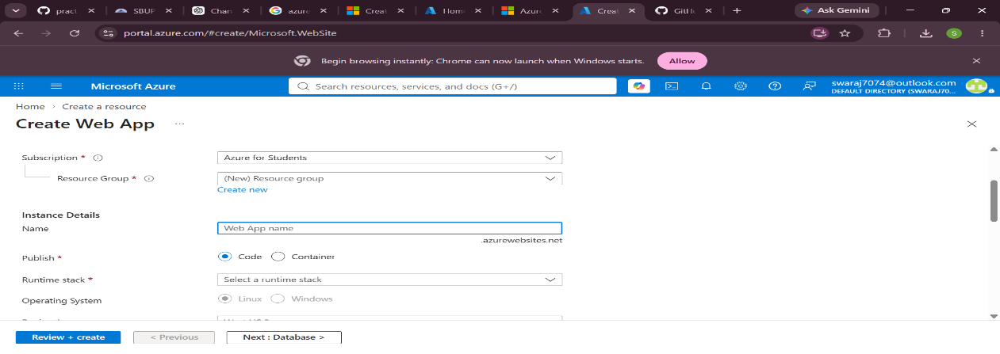 pract
SBUP
Chan
azure
Creat
Home
Azure
Creat
GitHu
Ask Gemini
portal.azure.com/#create/Microsoft.WebSite
S
Begin browsing instantly: Chrome can now launch when Windows starts.
Allow
Microsoft Azure
Search resources, services, and docs (G+/)
swaraj7074@outlook.com
DEFAULT DIRECTORY (SWARAJ70...
Home > Create a resource
Create Web App ...
Subscription *
Azure for Students
Resource Group *
(New) Resource group
Create new
Instance Details
Name
Web App name
.azurewebsites.net
Publish *
Code
Container
Runtime stack *
Select a runtime stack
Operating System
Linux
Windows
Review + create
< Previous
Next : Database >